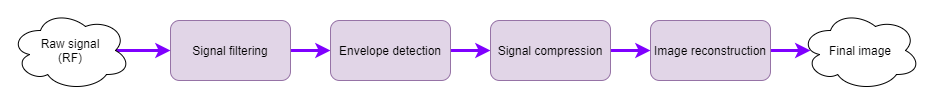 Raw signal
(RF)
Signal filtering
Envelope detection
Signal compression
Image reconstruction
Final image